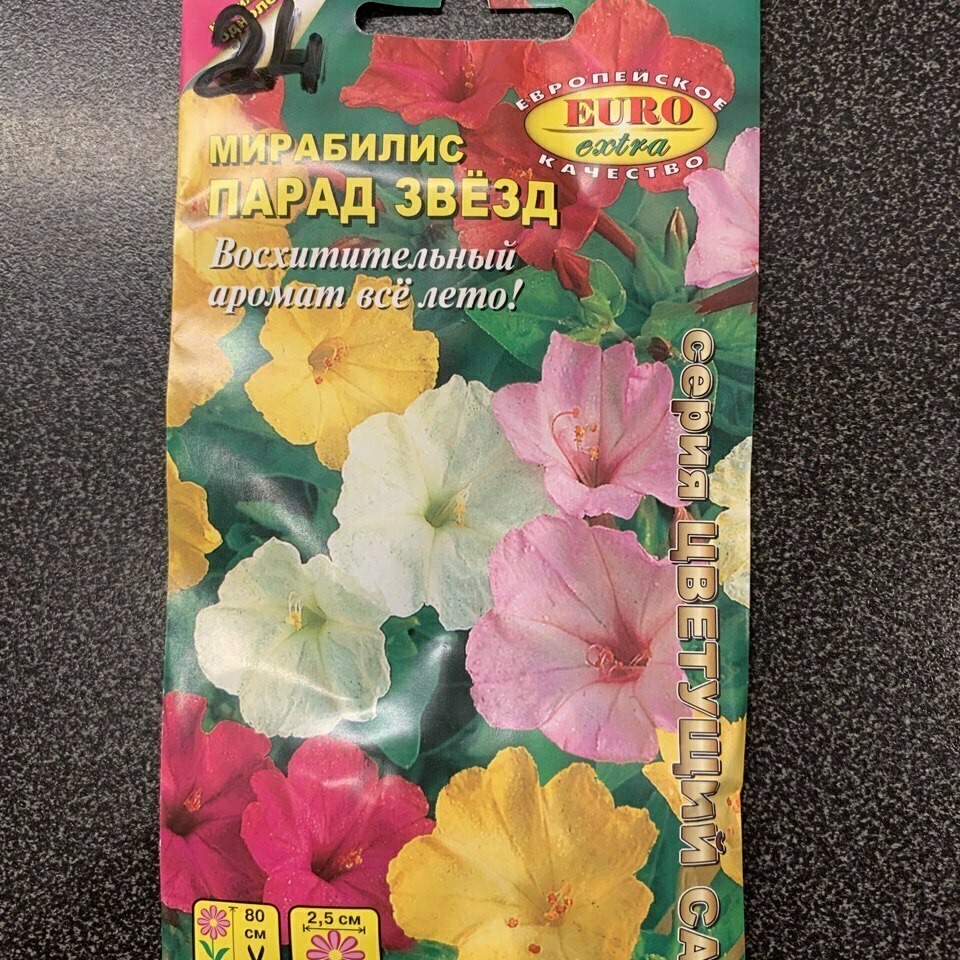 24
ЕВРОПЕЙСКОЕ
EURO
extra
КАЧЕСТВО
МИРАБИЛИС
ПАРАД ЗВЁЗД
Восхитительный
аромат всё лето!
серия ЦВЕТУЩИЙ СА
80
см
V
2,5 см